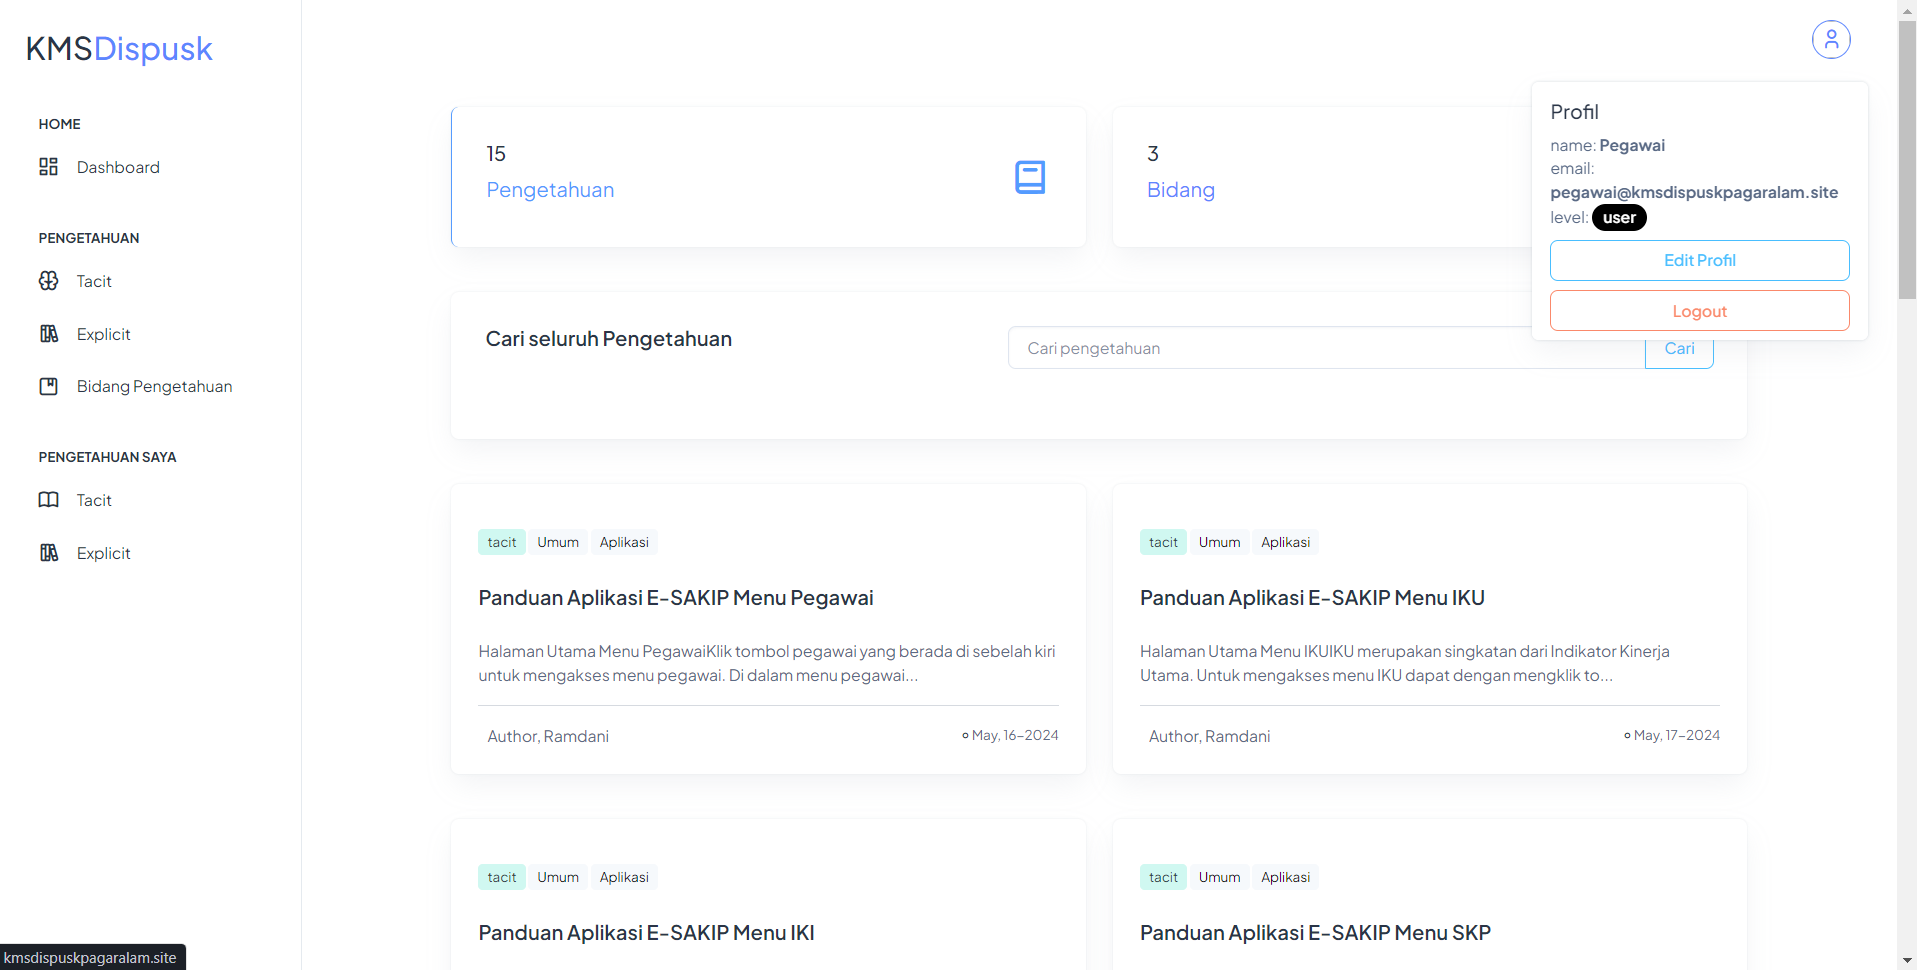 KMSDispusk
HOME
Dashboard
PENGETAHUAN
Tacit
Explicit
Bidang Pengetahuan
PENGETAHUAN SAYA
Tacit
Explicit
15
Pengetahuan
3
Bidang
Profil
name: Pegawai
email:
pegawai@kmsdispuskpagaralam.site
level: user
Edit Profil
Logout
Cari seluruh Pengetahuan
Cari pengetahuan
Cari
tacit Umum Aplikasi
Panduan Aplikasi E-SAKIP Menu Pegawai
Halaman Utama Menu PegawaiKlik tombol pegawai yang berada di sebelah kiri
untuk mengakses menu pegawai. Di dalam menu pegawai...
Author, Ramdani
May, 16-2024
tacit Umum Aplikasi
Panduan Aplikasi E-SAKIP Menu IKU
Halaman Utama Menu IKUIKU merupakan singkatan dari Indikator Kinerja
Utama. Untuk mengakses menu IKU dapat dengan mengklik to...
Author, Ramdani
May, 17-2024
tacit Umum Aplikasi
Panduan Aplikasi E-SAKIP Menu IKI
tacit Umum Aplikasi
Panduan Aplikasi E-SAKIP Menu SKP
kmsdispuskpagaralam.site